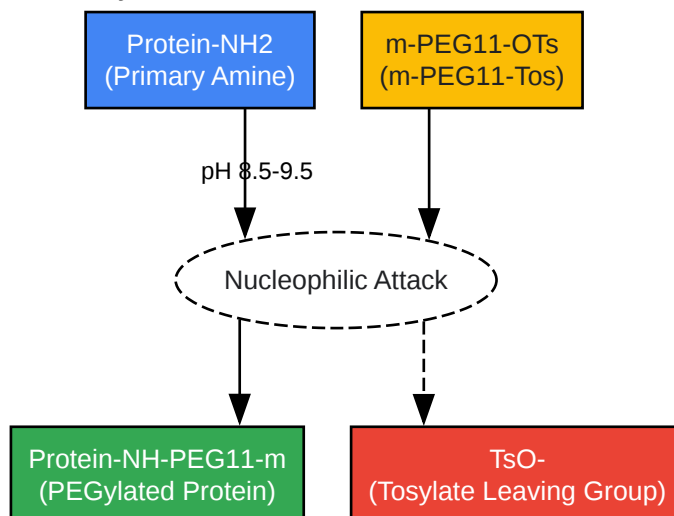 Protein-NH2
(Primary Amine)
m-PEG11-OTs
(m-PEG11-Tos)
pH 8.5-9.5
Nucleophilic Attack
Protein-NH-PEG11-m
(PEGylated Protein)
TsO-
(Tosylate Leaving Group)